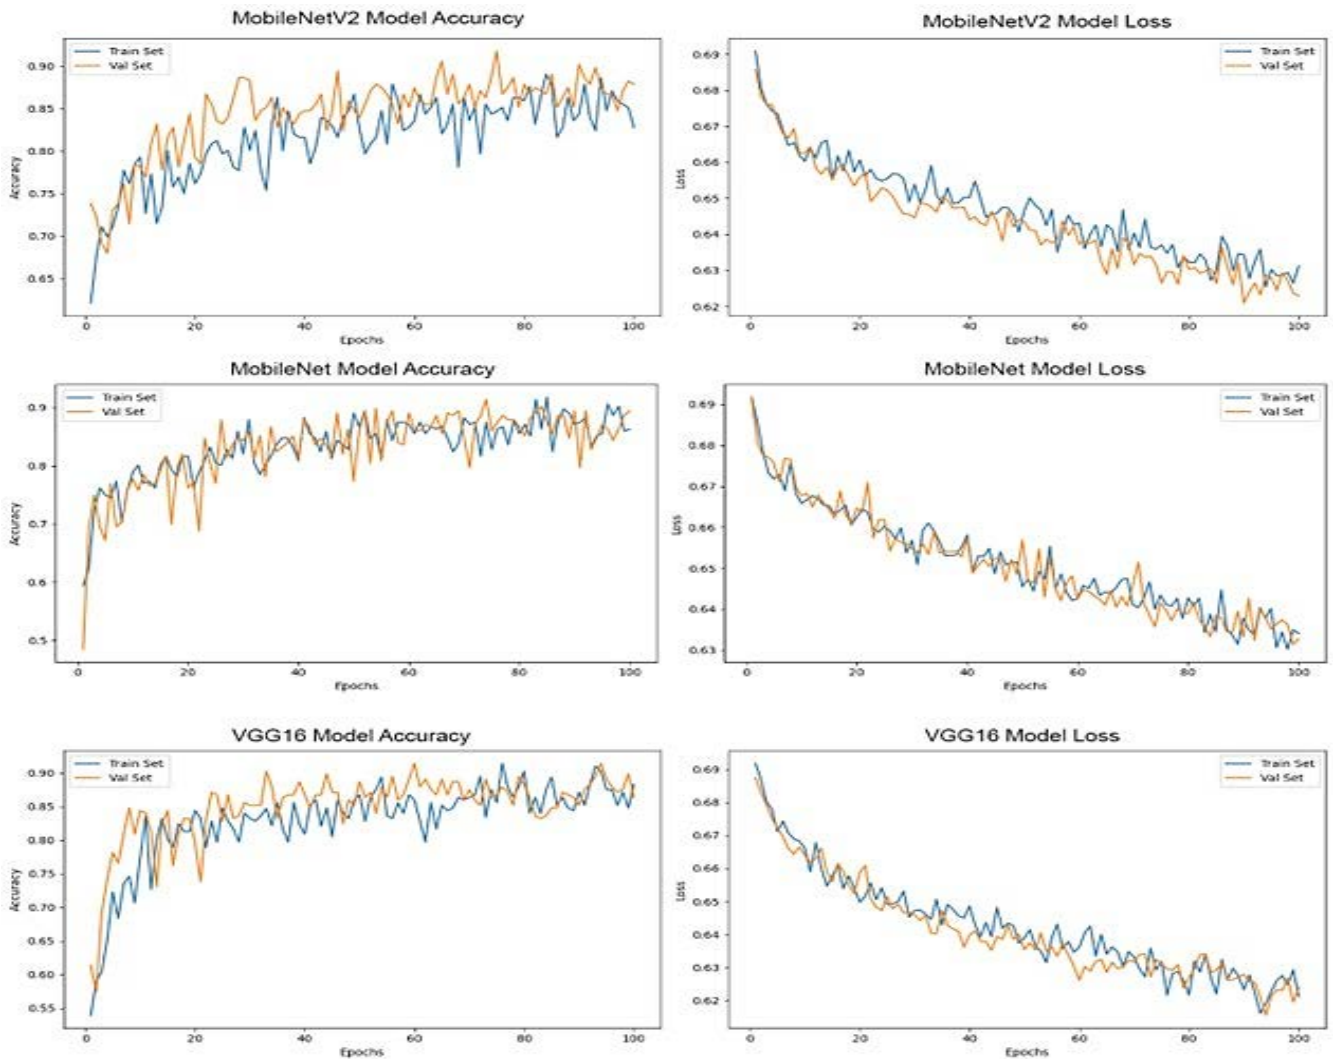 MobileNetV2 Model Accuracy
Train Set
Val Set
0.90
0.85
0.80
0.75
0.70
0.65
Accuracy
0 20 40 60 80 100
Epochs
MobileNetV2 Model Loss
Train Set
Val Set
0.69
0.68
0.67
0.66
0.65
0.64
0.63
0.62
Loss
0 20 40 60 80 100
Epochs
MobileNet Model Accuracy
Train Set
Val Set
0.9
0.8
0.7
0.6
0.5
Accuracy
0 20 40 60 80 100
Epochs
MobileNet Model Loss
Train Set
Val Set
0.69
0.68
0.67
0.66
0.65
0.64
0.63
Loss
0 20 40 60 80 100
Epochs
VGG16 Model Accuracy
Train Set
Val Set
0.90
0.85
0.80
0.75
0.70
0.65
0.60
0.55
Accuracy
0 20 40 60 80 100
Epochs
VGG16 Model Loss
Train Set
Val Set
0.69
0.68
0.67
0.66
0.65
0.64
0.63
0.62
Loss
0 20 40 60 80 100
Epochs